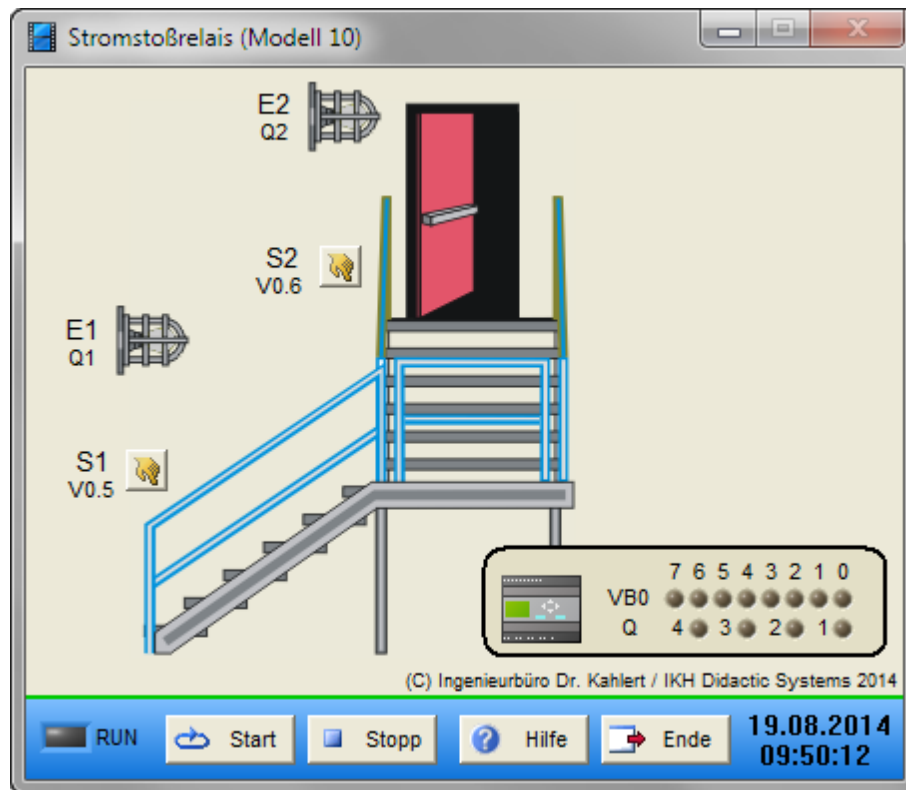 Stromstoßrelais (Modell 10)
E2
Q2
S2
V0.6
E1
Q1
S1
V0.5
7 6 5 4 3 2 1 0
VB0
Q 4 3 2 1
(C) Ingenieurbüro Dr. Kahlert / IKH Didactic Systems 2014
RUN Start Stopp Hilfe Ende
19.08.2014
09:50:12